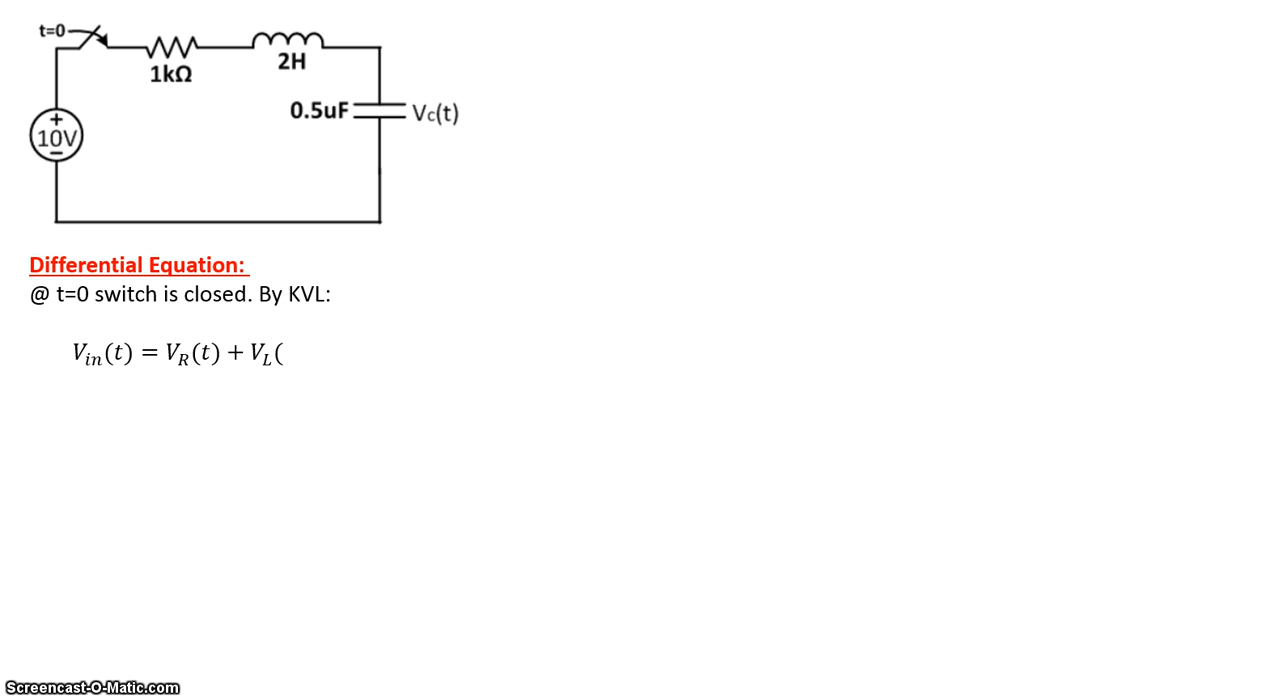 t=0
1kΩ
2H
0.5uF
Vc(t)
+
10V
−
Differential Equation:
@ t=0 switch is closed. By KVL:
V_in(t) = V_R(t) + V_L(
Screencast-O-Matic.com